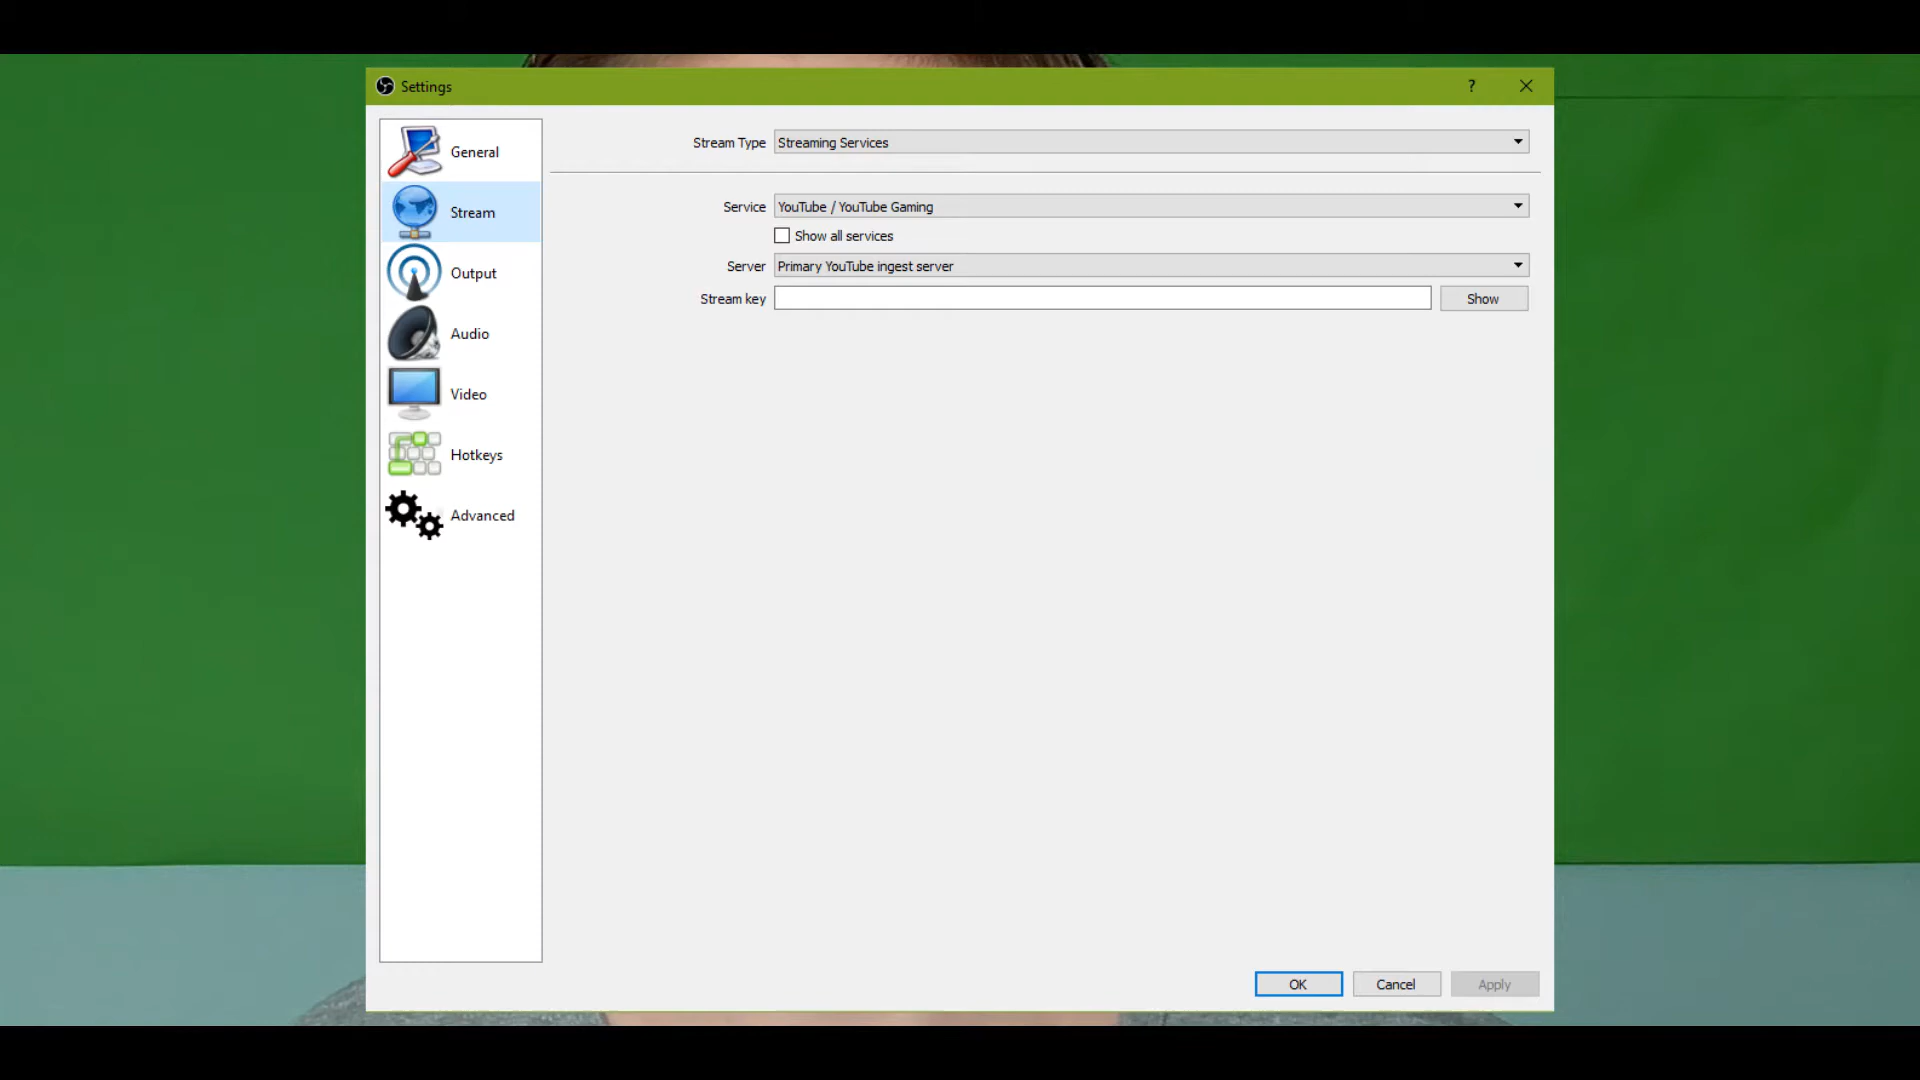 Settings
?
General
Stream
Output
Audio
Video
Hotkeys
Advanced
Stream Type Streaming Services
Service YouTube / YouTube Gaming
Show all services
Server Primary YouTube ingest server
Stream key Show
OK Cancel Apply